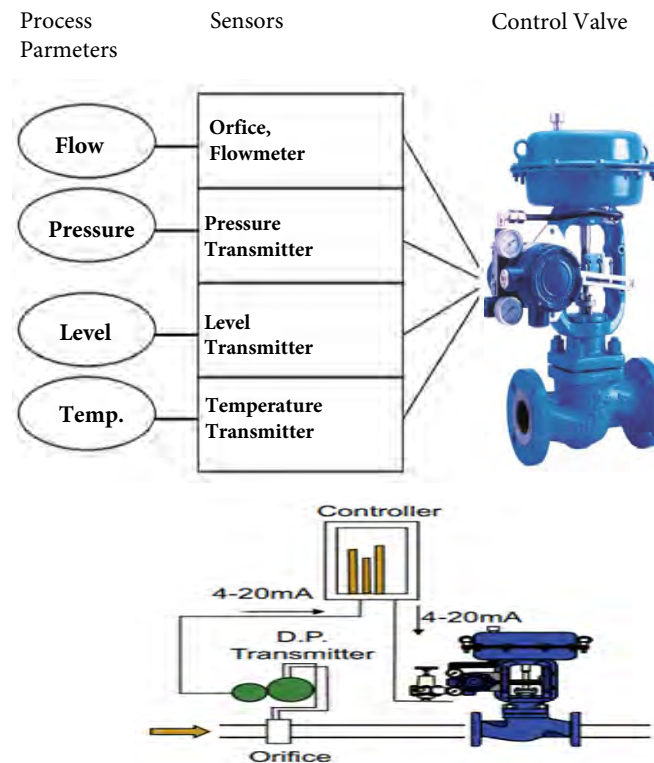 Process
Parmeters
Sensors
Control Valve
Flow
Orfice,
Flowmeter
Pressure
Pressure
Transmitter
Level
Level
Transmitter
Temp.
Temperature
Transmitter
Controller
4-20mA
4-20mA
D.P.
Transmitter
Orifice